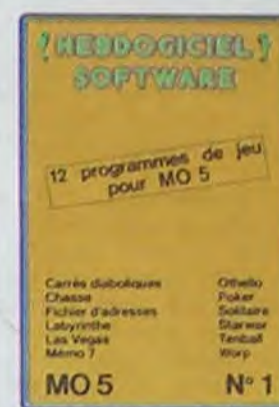 HEBDOGICIEL
SOFTWARE
12 programmes de jeu
pour MO 5
Carrés diaboliques
Chasse
Fichier d'adresses
Labyrinthe
Las Vegas
Mémo 7
Othello
Poker
Solitaire
Starwar
Tenball
Worp
MO 5
N° 1